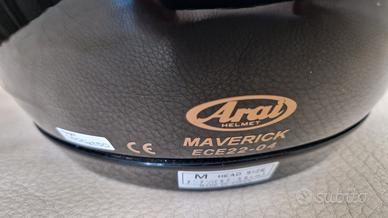 Arai
HELMET
MAVERICK
CE ECE22-04
M HEAD SIZE
subito